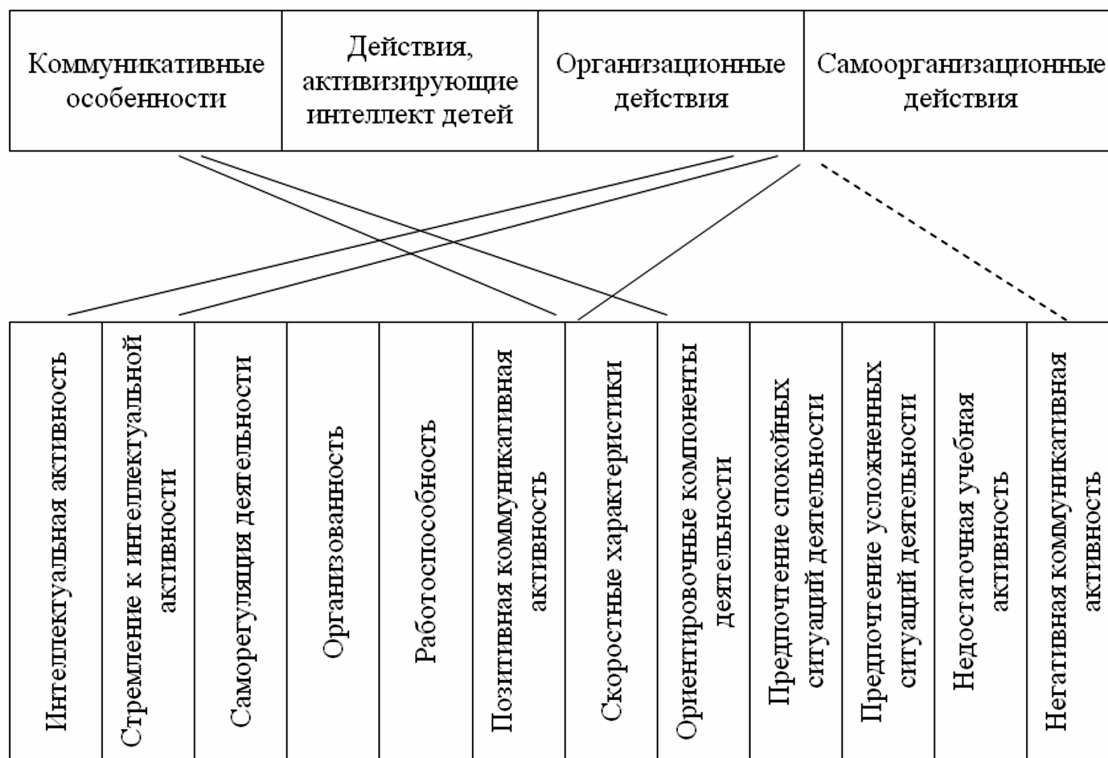 Коммуникативные
особенности
Действия,
активизирующие
интеллект детей
Организационные
действия
Самоорганизационные
действия
Интеллектуальная активность
Стремление к интеллектуальной
активности
Саморегуляция деятельности
Организованность
Работоспособность
Позитивная коммуникативная
активность
Скоростные характеристики
Ориентировочные компоненты
деятельности
Предпочтение спокойных
ситуаций деятельности
Предпочтение усложненных
ситуаций деятельности
Недостаточная учебная
активность
Негативная коммуникативная
активность